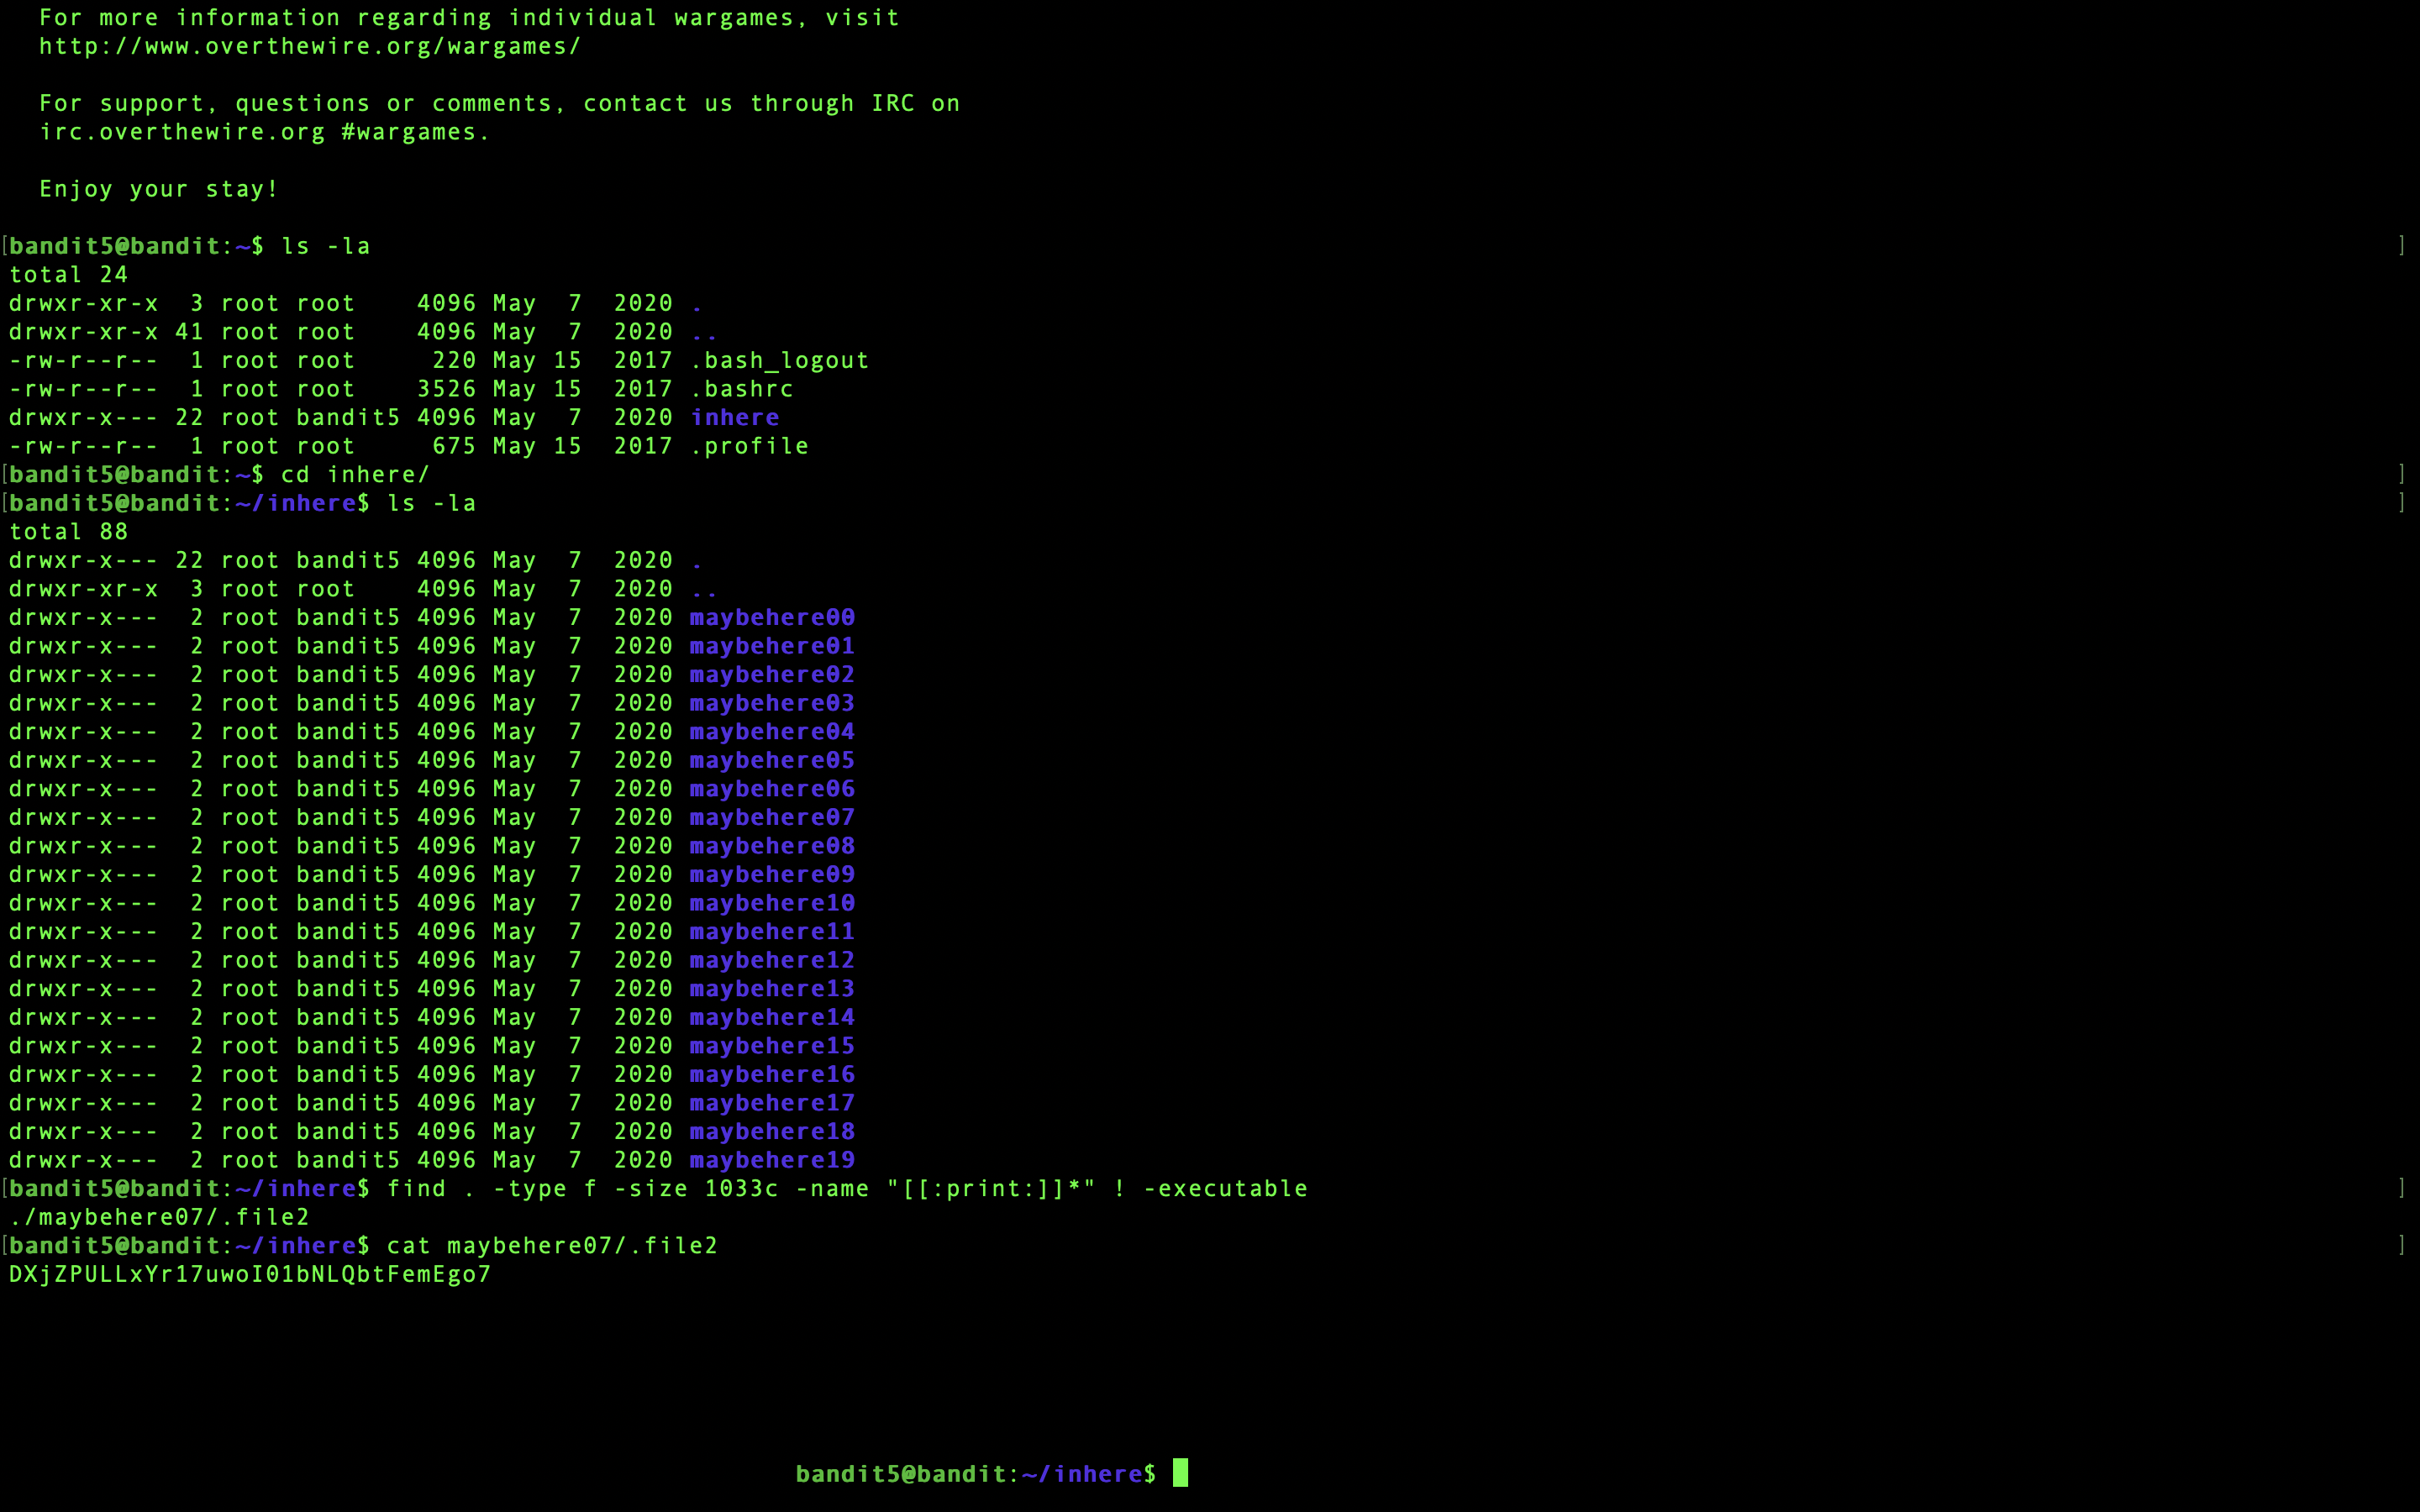 For more information regarding individual wargames, visit
http://www.overthewire.org/wargames/
For support, questions or comments, contact us through IRC on
irc.overthewire.org #wargames.
Enjoy your stay!
[bandit5@bandit:~$ ls -la ]
total 24
drwxr-xr-x  3 root root    4096 May  7  2020 .
drwxr-xr-x 41 root root    4096 May  7  2020 ..
-rw-r--r--  1 root root     220 May 15  2017 .bash_logout
-rw-r--r--  1 root root    3526 May 15  2017 .bashrc
drwxr-x--- 22 root bandit5 4096 May  7  2020 inhere
-rw-r--r--  1 root root     675 May 15  2017 .profile
[bandit5@bandit:~$ cd inhere/ ]
[bandit5@bandit:~/inhere$ ls -la ]
total 88
drwxr-x--- 22 root bandit5 4096 May  7  2020 .
drwxr-xr-x  3 root root    4096 May  7  2020 ..
drwxr-x---  2 root bandit5 4096 May  7  2020 maybehere00
drwxr-x---  2 root bandit5 4096 May  7  2020 maybehere01
drwxr-x---  2 root bandit5 4096 May  7  2020 maybehere02
drwxr-x---  2 root bandit5 4096 May  7  2020 maybehere03
drwxr-x---  2 root bandit5 4096 May  7  2020 maybehere04
drwxr-x---  2 root bandit5 4096 May  7  2020 maybehere05
drwxr-x---  2 root bandit5 4096 May  7  2020 maybehere06
drwxr-x---  2 root bandit5 4096 May  7  2020 maybehere07
drwxr-x---  2 root bandit5 4096 May  7  2020 maybehere08
drwxr-x---  2 root bandit5 4096 May  7  2020 maybehere09
drwxr-x---  2 root bandit5 4096 May  7  2020 maybehere10
drwxr-x---  2 root bandit5 4096 May  7  2020 maybehere11
drwxr-x---  2 root bandit5 4096 May  7  2020 maybehere12
drwxr-x---  2 root bandit5 4096 May  7  2020 maybehere13
drwxr-x---  2 root bandit5 4096 May  7  2020 maybehere14
drwxr-x---  2 root bandit5 4096 May  7  2020 maybehere15
drwxr-x---  2 root bandit5 4096 May  7  2020 maybehere16
drwxr-x---  2 root bandit5 4096 May  7  2020 maybehere17
drwxr-x---  2 root bandit5 4096 May  7  2020 maybehere18
drwxr-x---  2 root bandit5 4096 May  7  2020 maybehere19
[bandit5@bandit:~/inhere$ find . -type f -size 1033c -name "[[:print:]]*" ! -executable ]
./maybehere07/.file2
[bandit5@bandit:~/inhere$ cat maybehere07/.file2 ]
DXjZPULLxYr17uwoI01bNLQbtFemEgo7
bandit5@bandit:~/inhere$